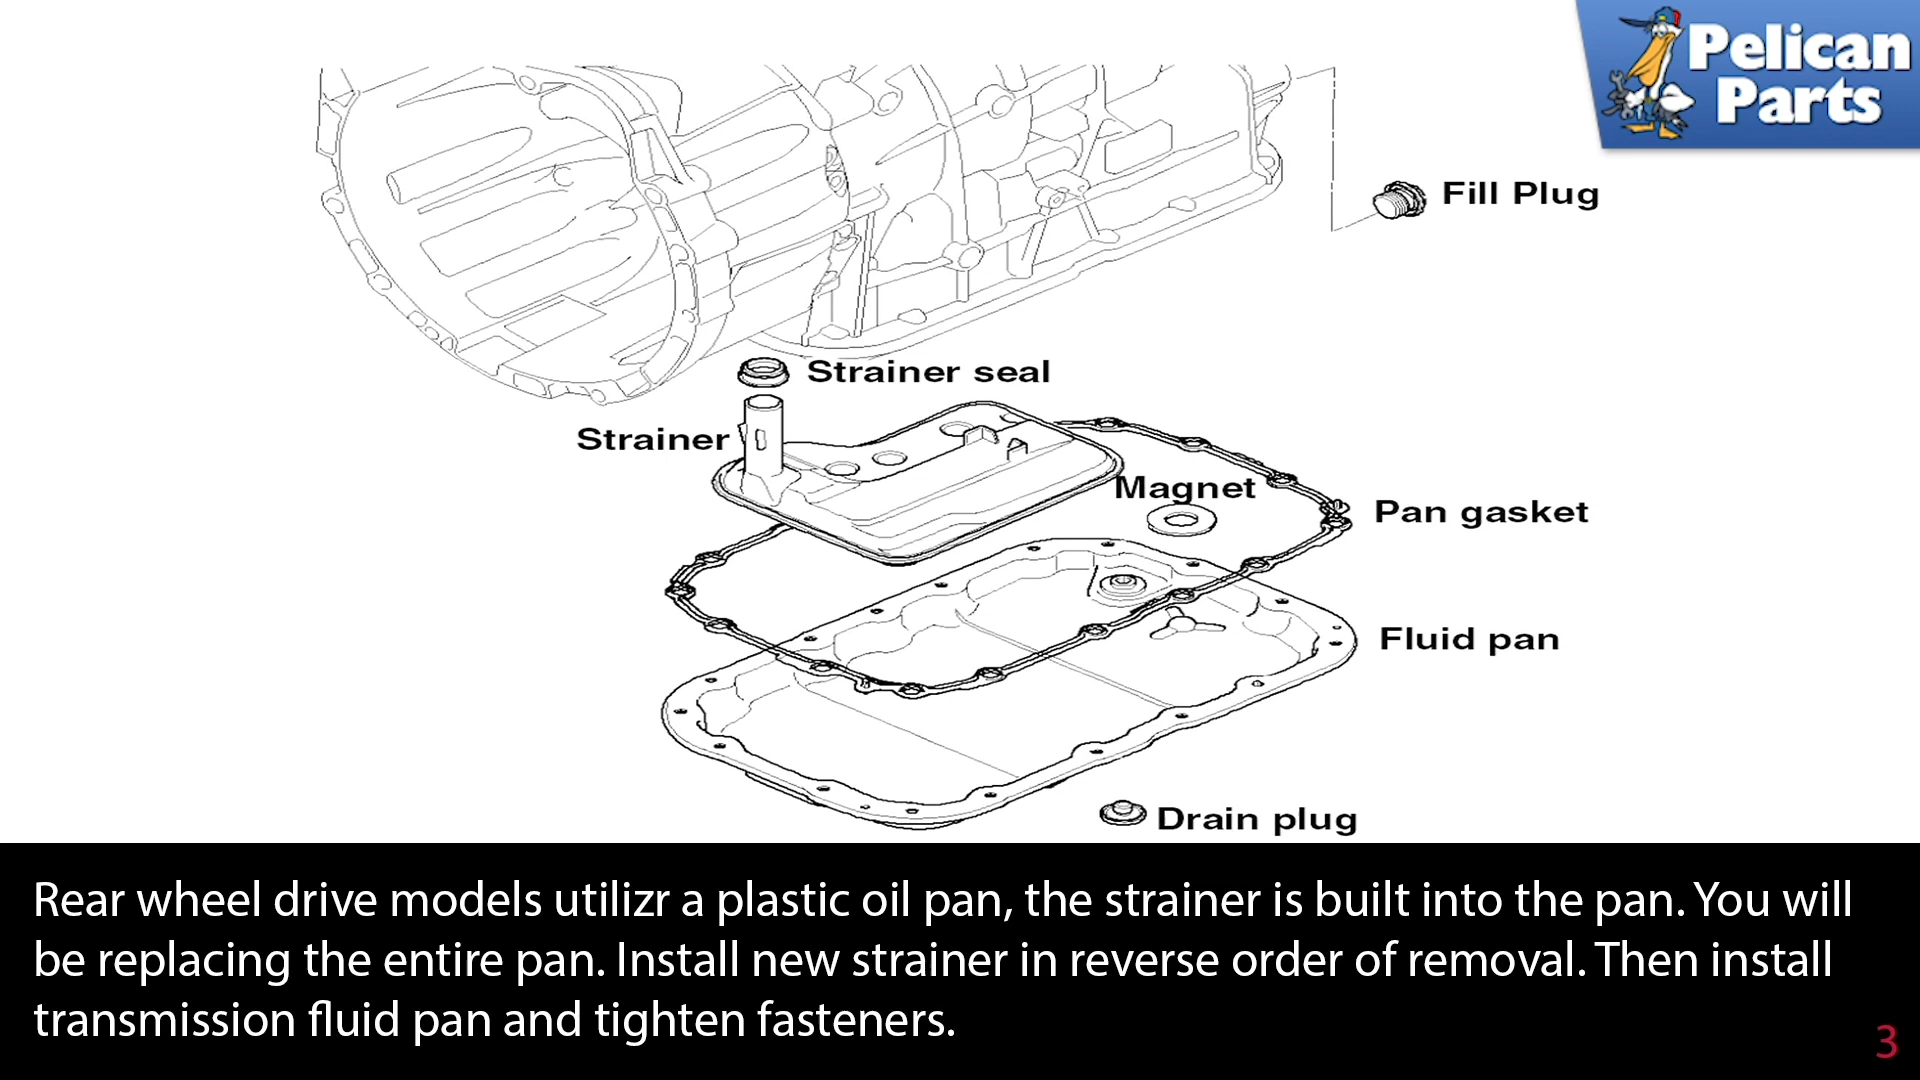 Pelican
Parts
Fill Plug
Strainer seal
Strainer
Magnet
Pan gasket
Fluid pan
Drain plug
Rear wheel drive models utilizr a plastic oil pan, the strainer is built into the pan. You will
be replacing the entire pan. Install new strainer in reverse order of removal. Then install
transmission fluid pan and tighten fasteners.
3